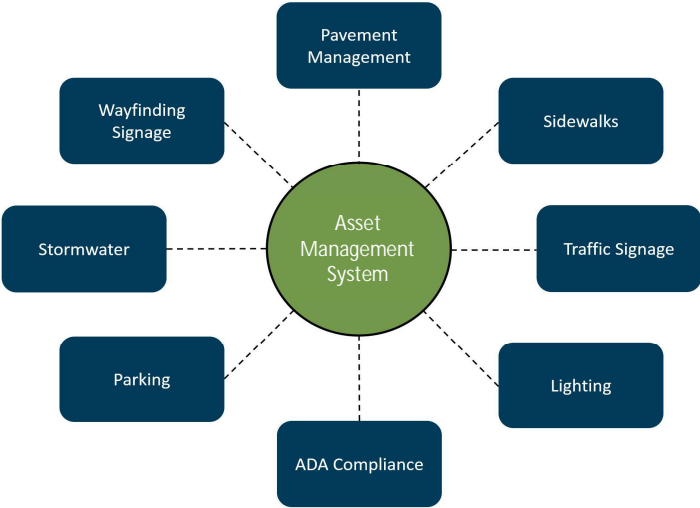 Pavement
Management
Wayfinding
Signage
Sidewalks
Asset
Management
System
Stormwater
Traffic Signage
Parking
Lighting
ADA Compliance